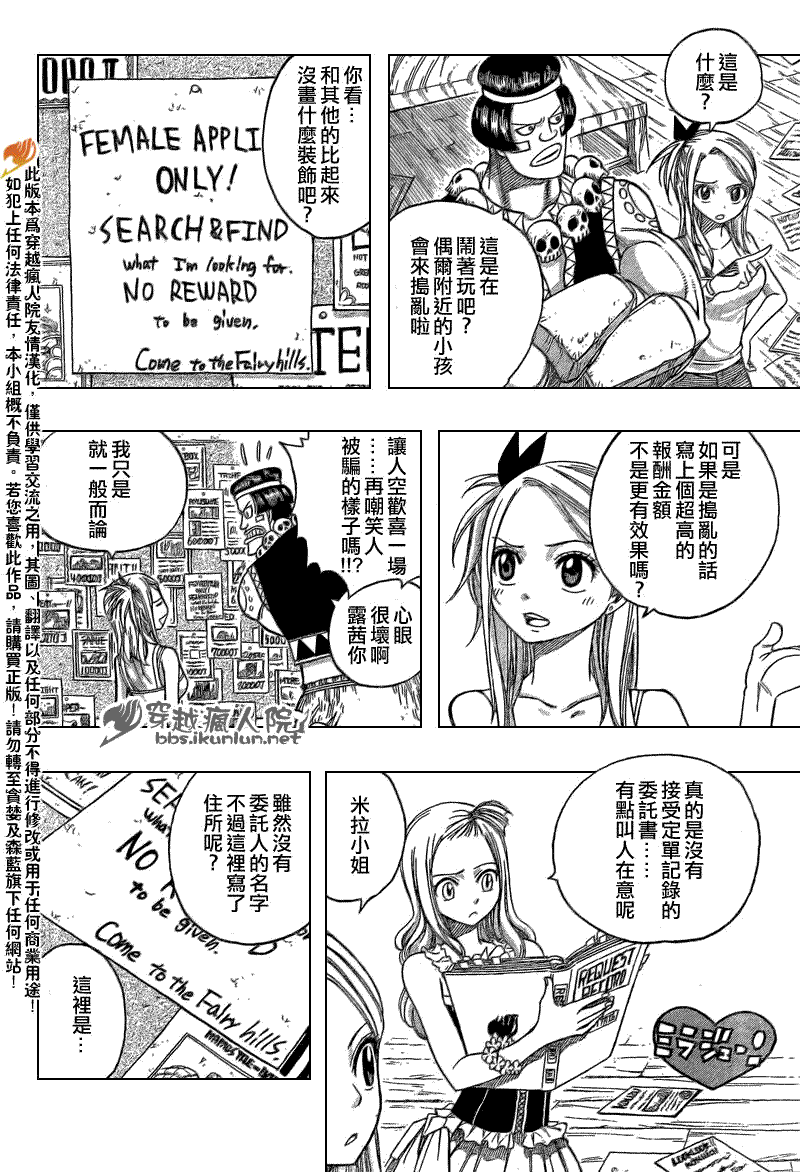 這是
什麼？
這是在
鬧著玩吧？
偶爾附近的小孩
會來搗亂啦
你看…
和其他的比起來
沒畫什麼裝飾吧？
FEMALE APPLI
ONLY!
SEARCH & FIND
what I'm looking for.
NO REWARD
to be given.
Come to the Fairy hills.
可是
如果是搗亂的話
寫上個超高的
報酬金額
不是更有效果嗎？
讓人空歡喜一場
……再嘲笑人
被騙的樣子嗎!!?
心眼
很壞啊
露茜你
我只是
就一般而論
真的是沒有
接受定單記錄的
委託書……
有點叫人在意呢
米拉小姐
REQUEST
RECORD
ミラジェーン！
雖然沒有
委託人的名字
不過這裡寫了
住所呢？
what I'm
NO
to be given.
Come to the Fairy hills.
這裡是…
穿越瘋人院
bbs.ikunlun.net
此版本爲穿越瘋人院友情漢化，僅供學習交流之用，其圖、翻譯以及任何部分不得進行修改或用于任何商業用途！
如犯上任何法律責任，本小組概不負責。若您喜歡此作品，請購買正版！請勿轉至貪婪及森藍旗下任何網站！